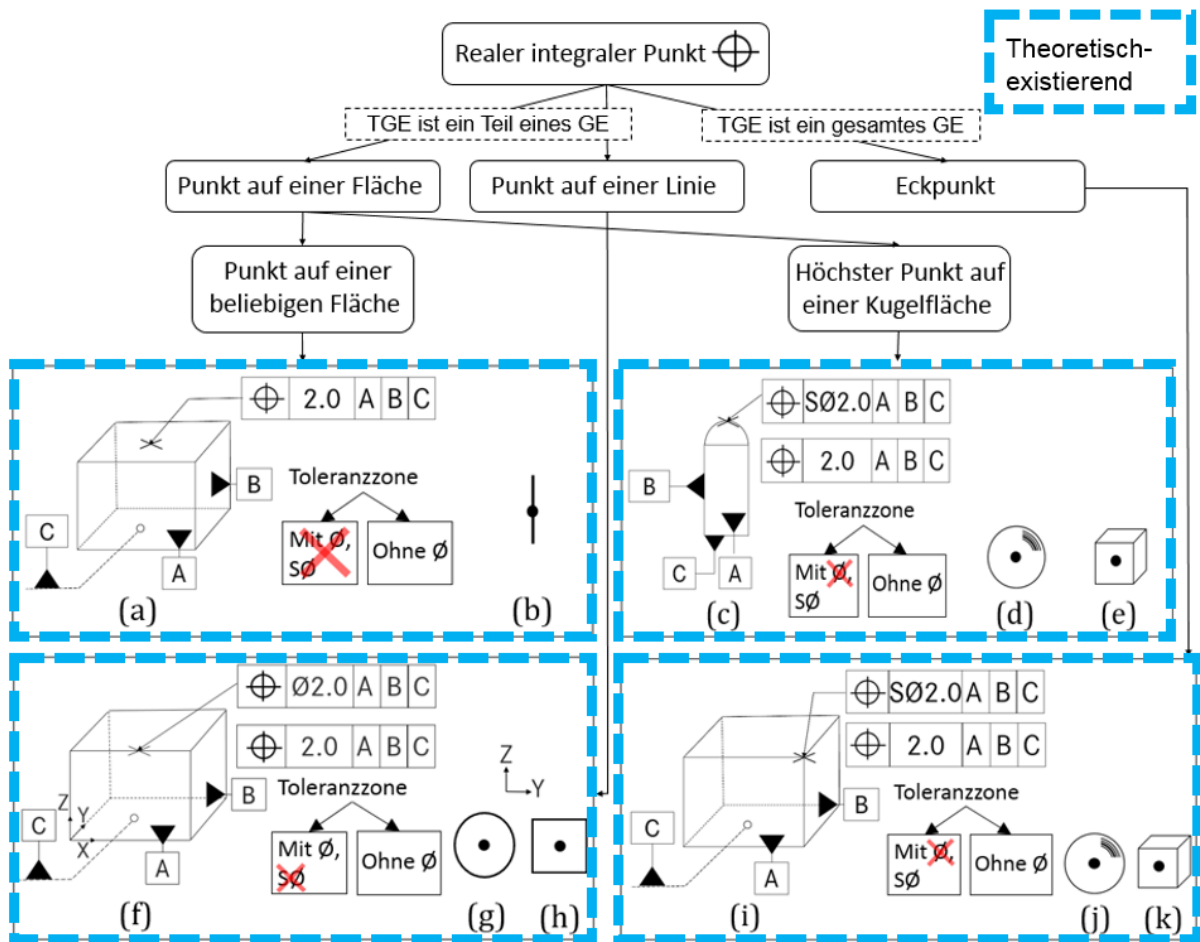 Realer integraler Punkt
Theoretisch-
existierend
TGE ist ein Teil eines GE
TGE ist ein gesamtes GE
Punkt auf einer Fläche
Punkt auf einer Linie
Eckpunkt
Punkt auf einer
beliebigen Fläche
Höchster Punkt auf
einer Kugelfläche
2.0 A B C
B
C
A
Toleranzzone
Mit Ø,
SØ
Ohne Ø
(a)
(b)
SØ2.0 A B C
2.0 A B C
B
C
A
Toleranzzone
Mit Ø,
SØ
Ohne Ø
(c)
(d)
(e)
Ø2.0 A B C
2.0 A B C
Z
Y
B
C
Z
Y
X
A
Toleranzzone
Mit Ø,
SØ
Ohne Ø
(f)
(g)
(h)
SØ2.0 A B C
2.0 A B C
B
C
A
Toleranzzone
Mit Ø,
SØ
Ohne Ø
(i)
(j)
(k)